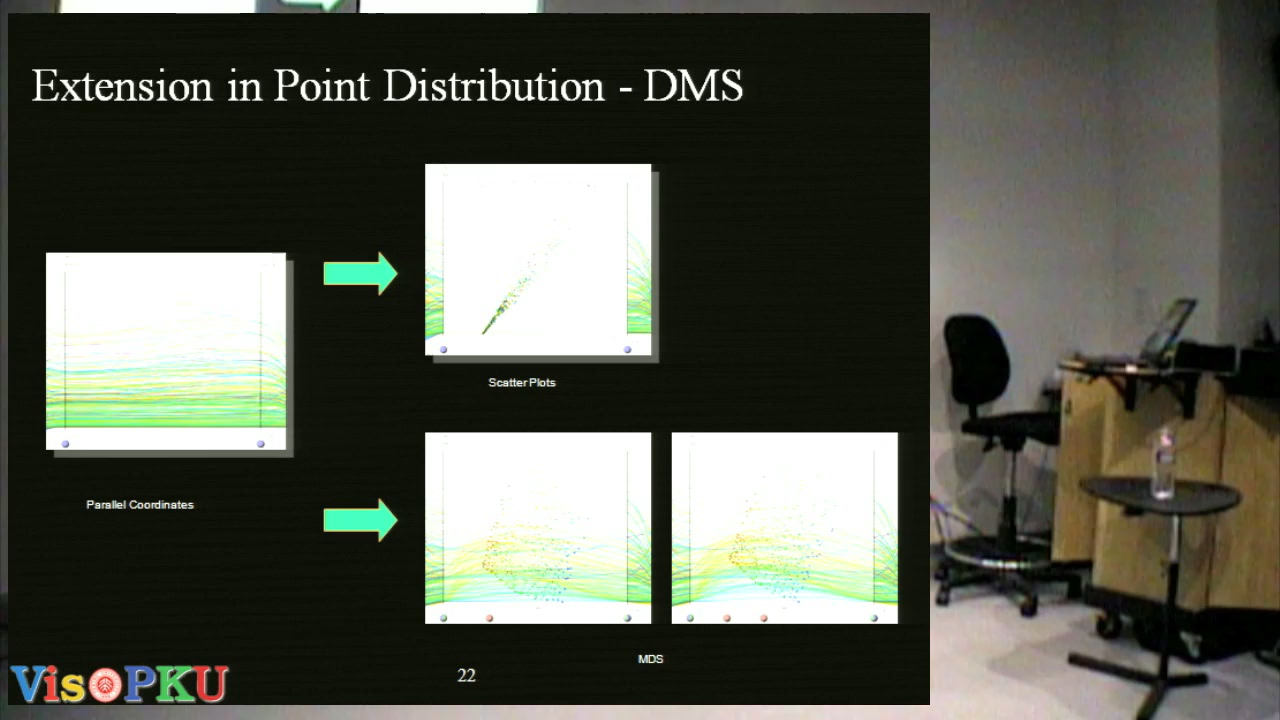 Extension in Point Distribution - DMS
Scatter Plots
Parallel Coordinates
MDS
22
VisPKU